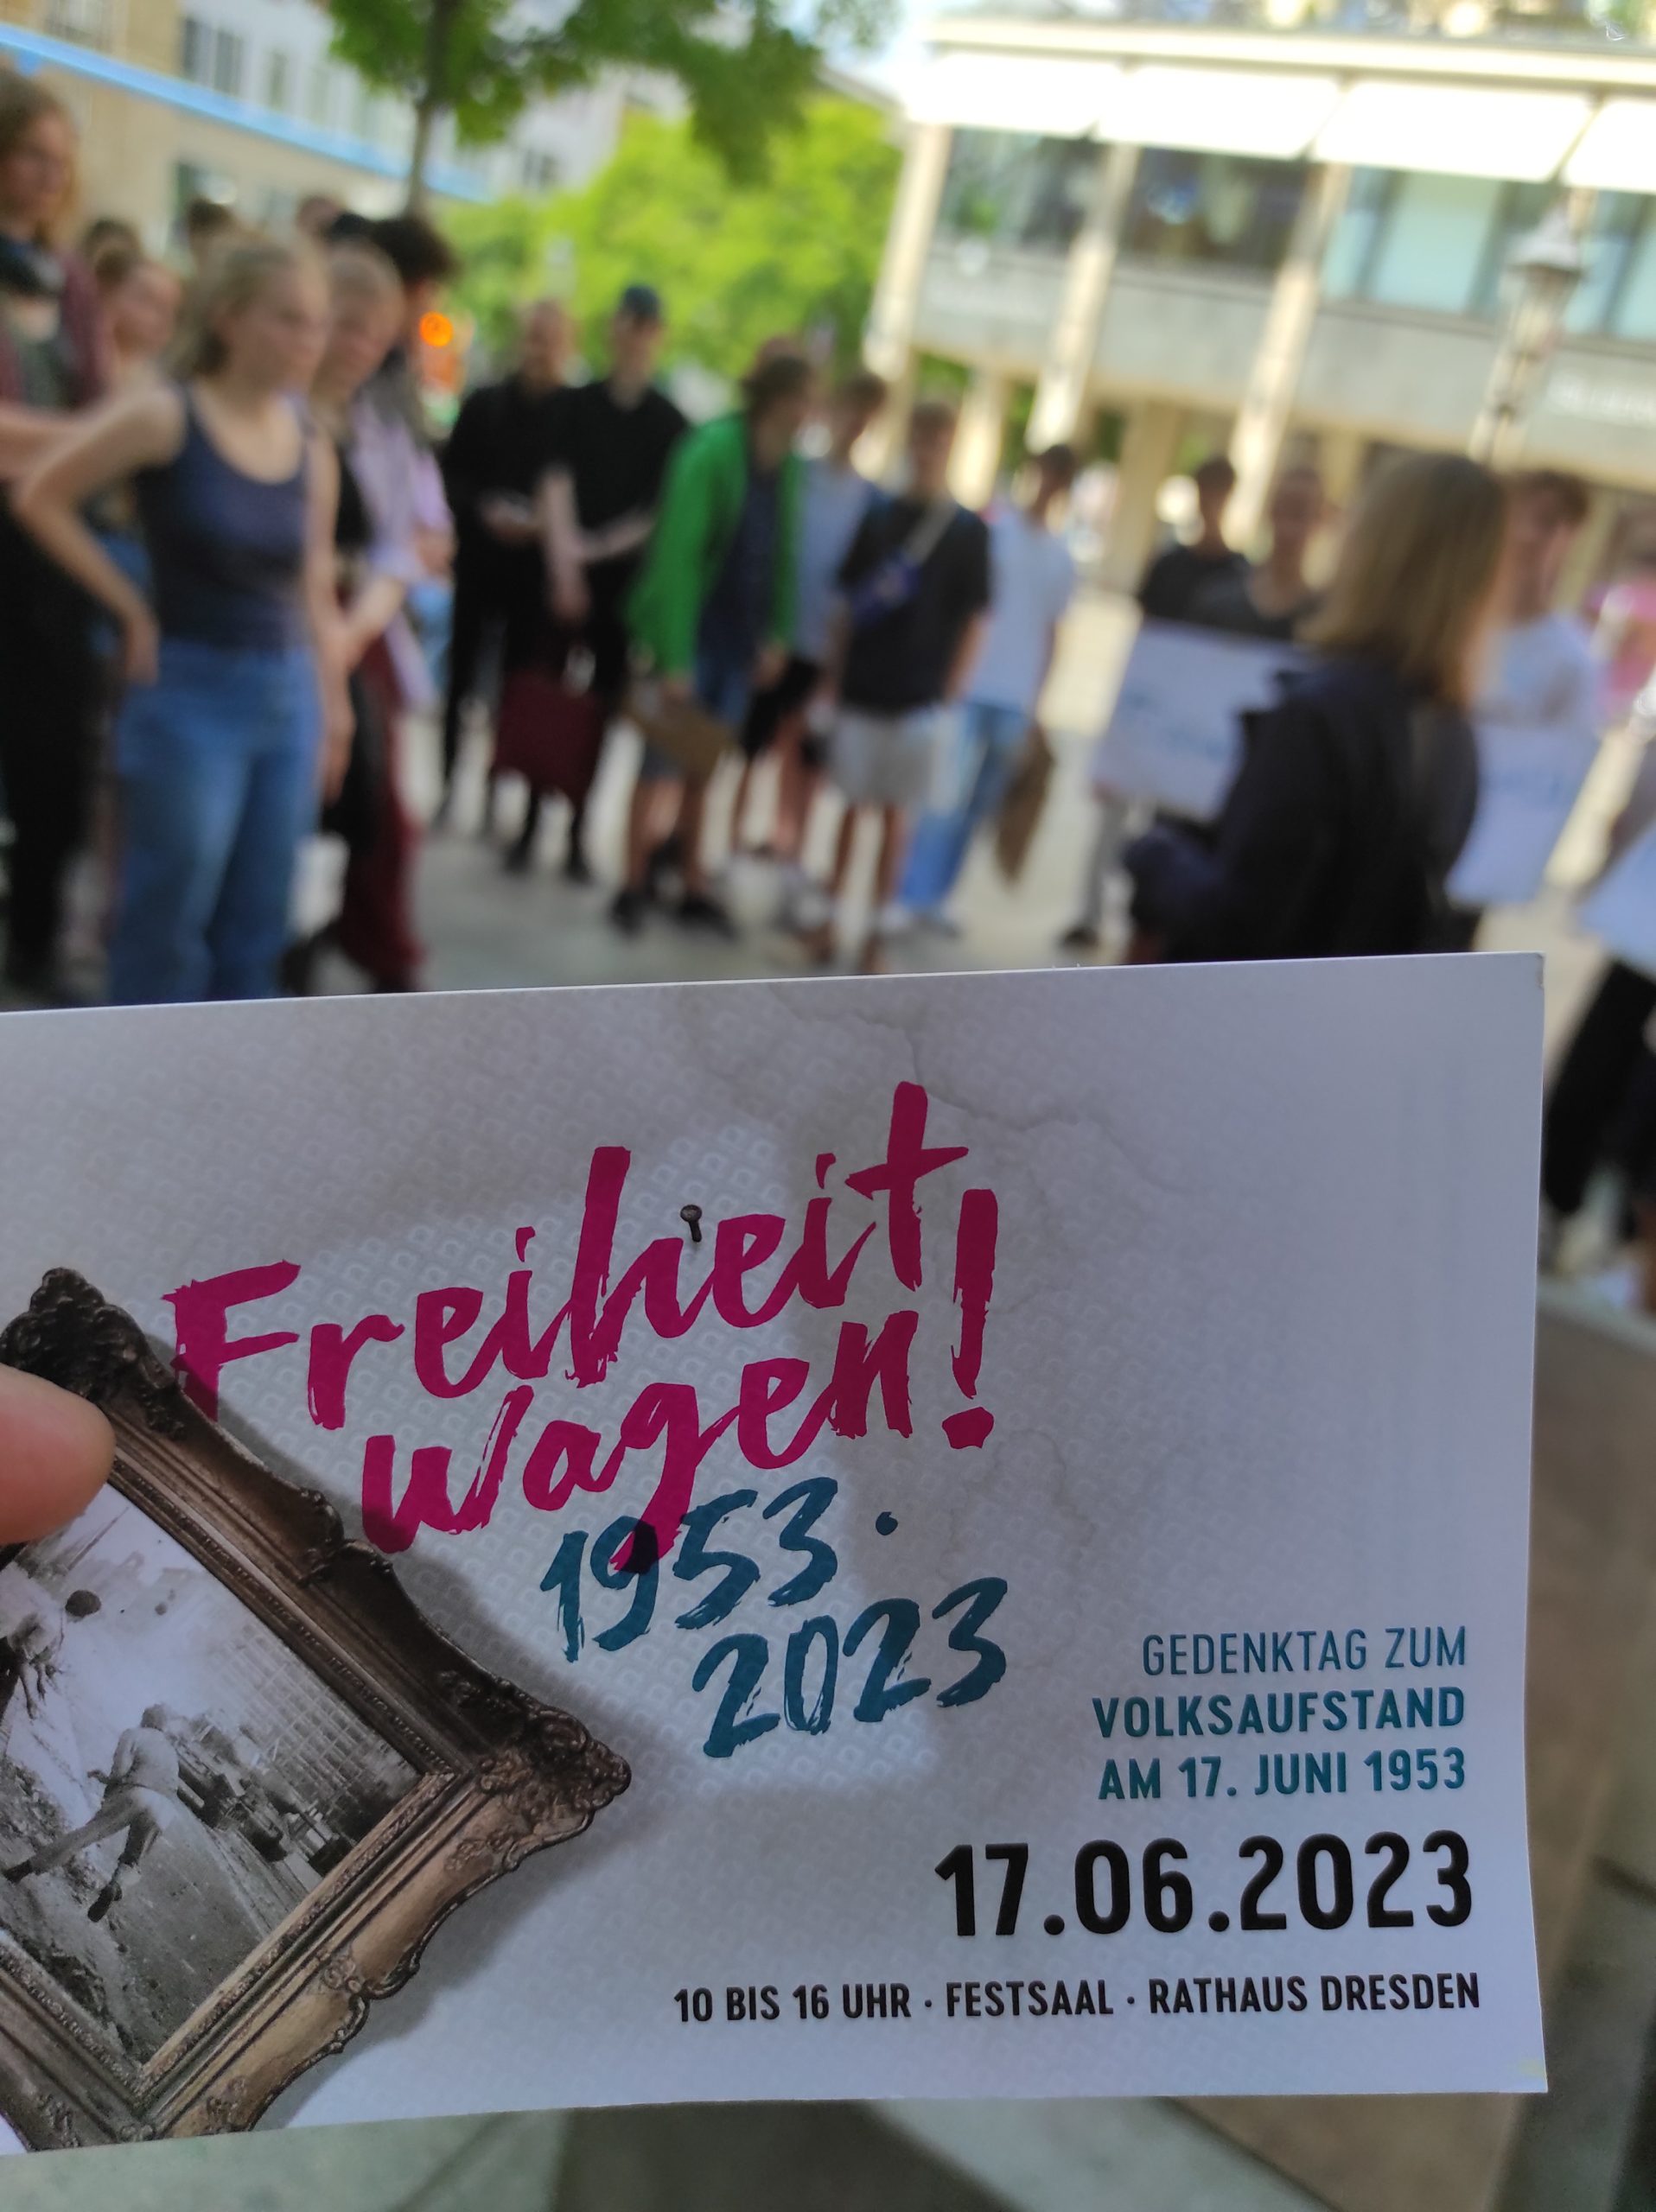 Freiheit
wagen!
1953·
2023
GEDENKTAG ZUM
VOLKSAUFSTAND
AM 17. JUNI 1953
17.06.2023
10 BIS 16 UHR · FESTSAAL · RATHAUS DRESDEN